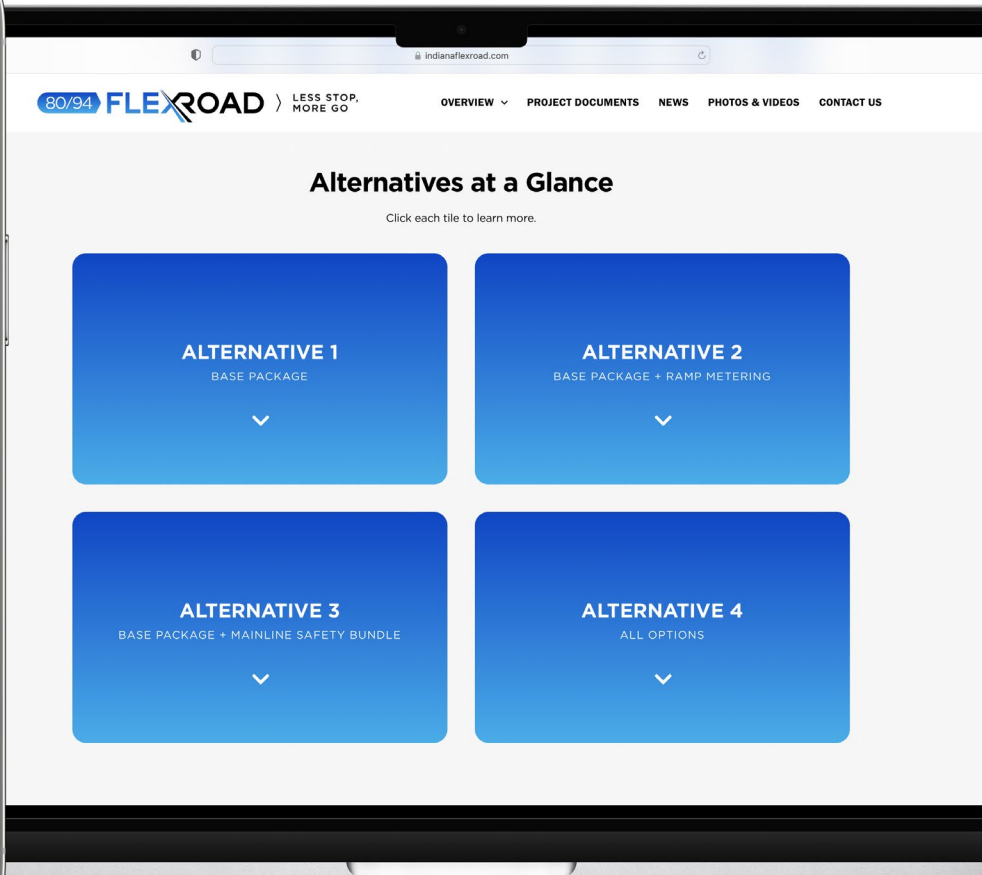 indianaflexroad.com
80/94 FLEXROAD
LESS STOP,
MORE GO
OVERVIEW PROJECT DOCUMENTS NEWS PHOTOS & VIDEOS CONTACT US
Alternatives at a Glance
Click each tile to learn more.
ALTERNATIVE 1
BASE PACKAGE
ALTERNATIVE 2
BASE PACKAGE + RAMP METERING
ALTERNATIVE 3
BASE PACKAGE + MAINLINE SAFETY BUNDLE
ALTERNATIVE 4
ALL OPTIONS